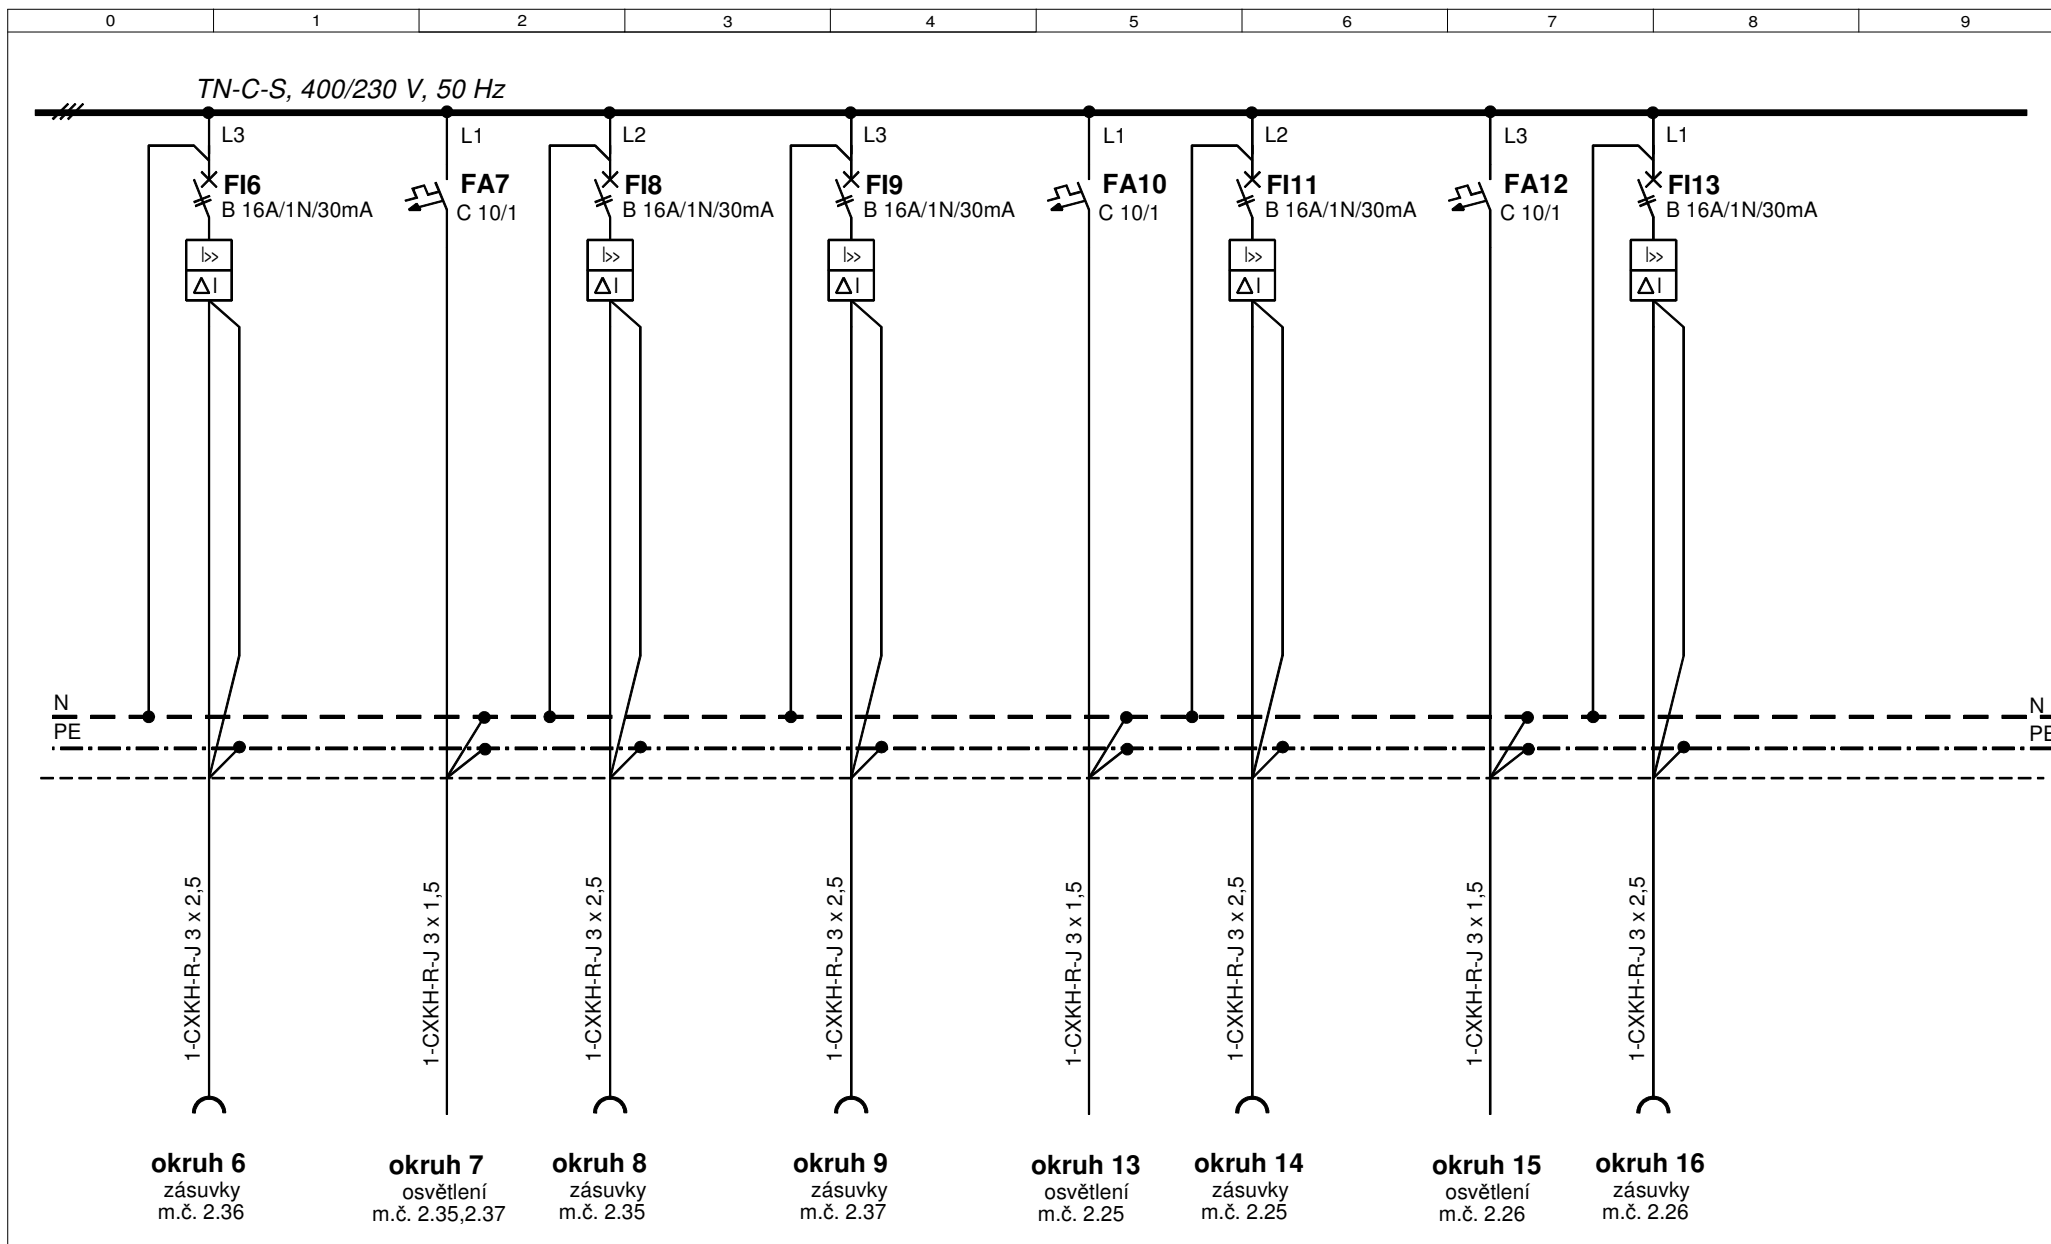 0 1 2 3 4 5 6 7 8 9
TN-C-S, 400/230 V, 50 Hz
L3 L1 L2 L3 L1 L2 L3 L1
FI6 FA7 FI8 FI9 FA10 FI11 FA12 FI13
B 16A/1N/30mA C 10/1 B 16A/1N/30mA B 16A/1N/30mA C 10/1 B 16A/1N/30mA C 10/1 B 16A/1N/30mA
I>> I>> I>> I>> I>>
ΔI ΔI ΔI ΔI ΔI
N N
PE PE
1-CXKH-R-J 3 x 2,5
1-CXKH-R-J 3 x 1,5
1-CXKH-R-J 3 x 2,5
1-CXKH-R-J 3 x 2,5
1-CXKH-R-J 3 x 1,5
1-CXKH-R-J 3 x 2,5
1-CXKH-R-J 3 x 1,5
1-CXKH-R-J 3 x 2,5
okruh 6 okruh 7 okruh 8 okruh 9 okruh 13 okruh 14 okruh 15 okruh 16
zásuvky osvětlení zásuvky zásuvky osvětlení zásuvky osvětlení zásuvky
m.č. 2.36 m.č. 2.35,2.37 m.č. 2.35 m.č. 2.37 m.č. 2.25 m.č. 2.25 m.č. 2.26 m.č. 2.26